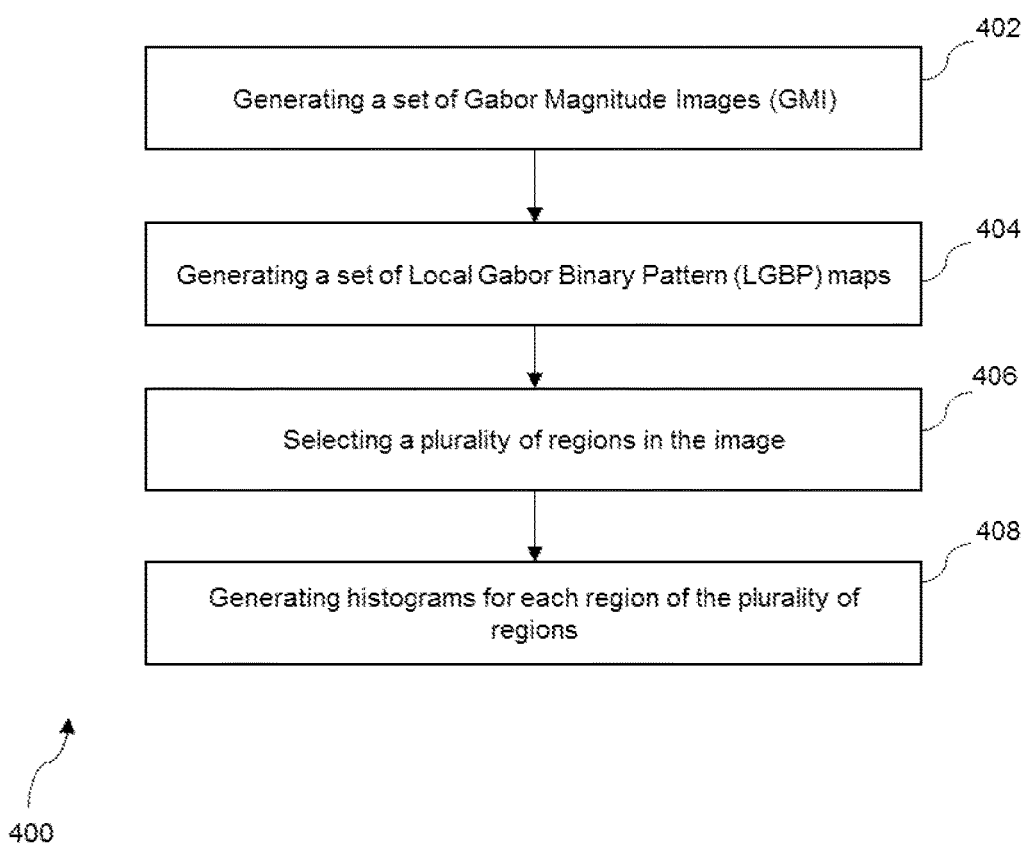 402
Generating a set of Gabor Magnitude Images (GMI)
404
Generating a set of Local Gabor Binary Pattern (LGBP) maps
406
Selecting a plurality of regions in the image
408
Generating histograms for each region of the plurality of
regions
400